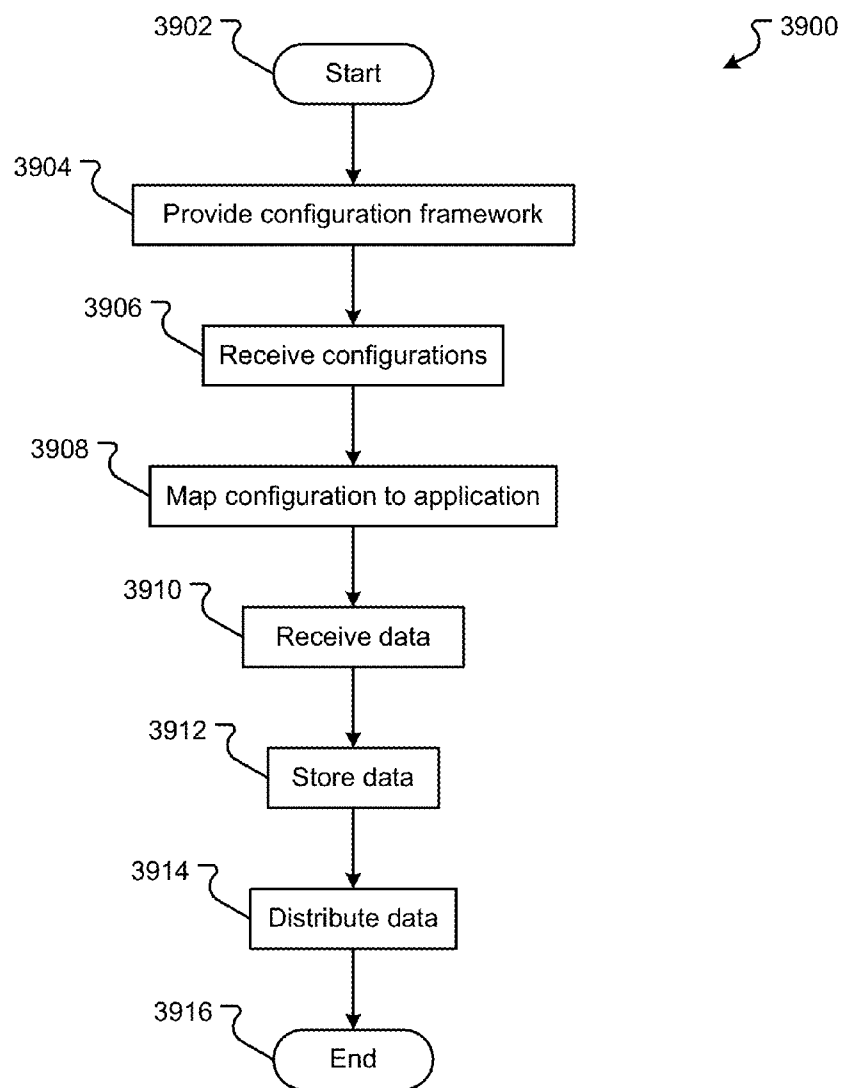 3902
Start
3900
3904
Provide configuration framework
3906
Receive configurations
3908
Map configuration to application
3910
Receive data
3912
Store data
3914
Distribute data
3916
End